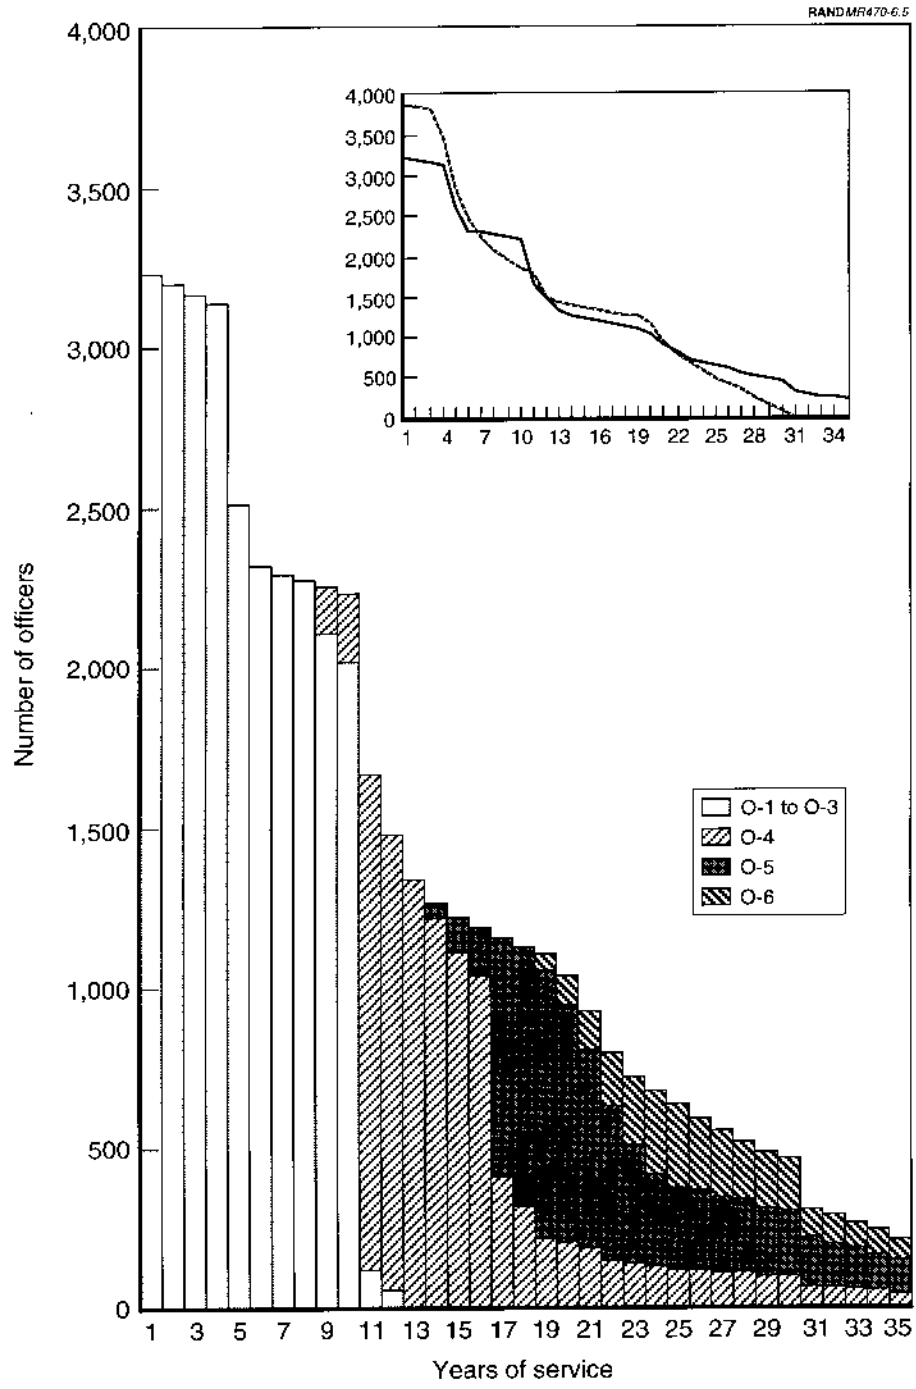 RANDMR470-6.5
4,000
3,500
3,000
2,500
2,000
1,500
1,000
500
0
Number of officers
4,000
3,500
3,000
2,500
2,000
1,500
1,000
500
0
1 4 7 10 13 16 19 22 25 28 31 34
O-1 to O-3
O-4
O-5
O-6
1 3 5 7 9 11 13 15 17 19 21 23 25 27 29 31 33 35
Years of service